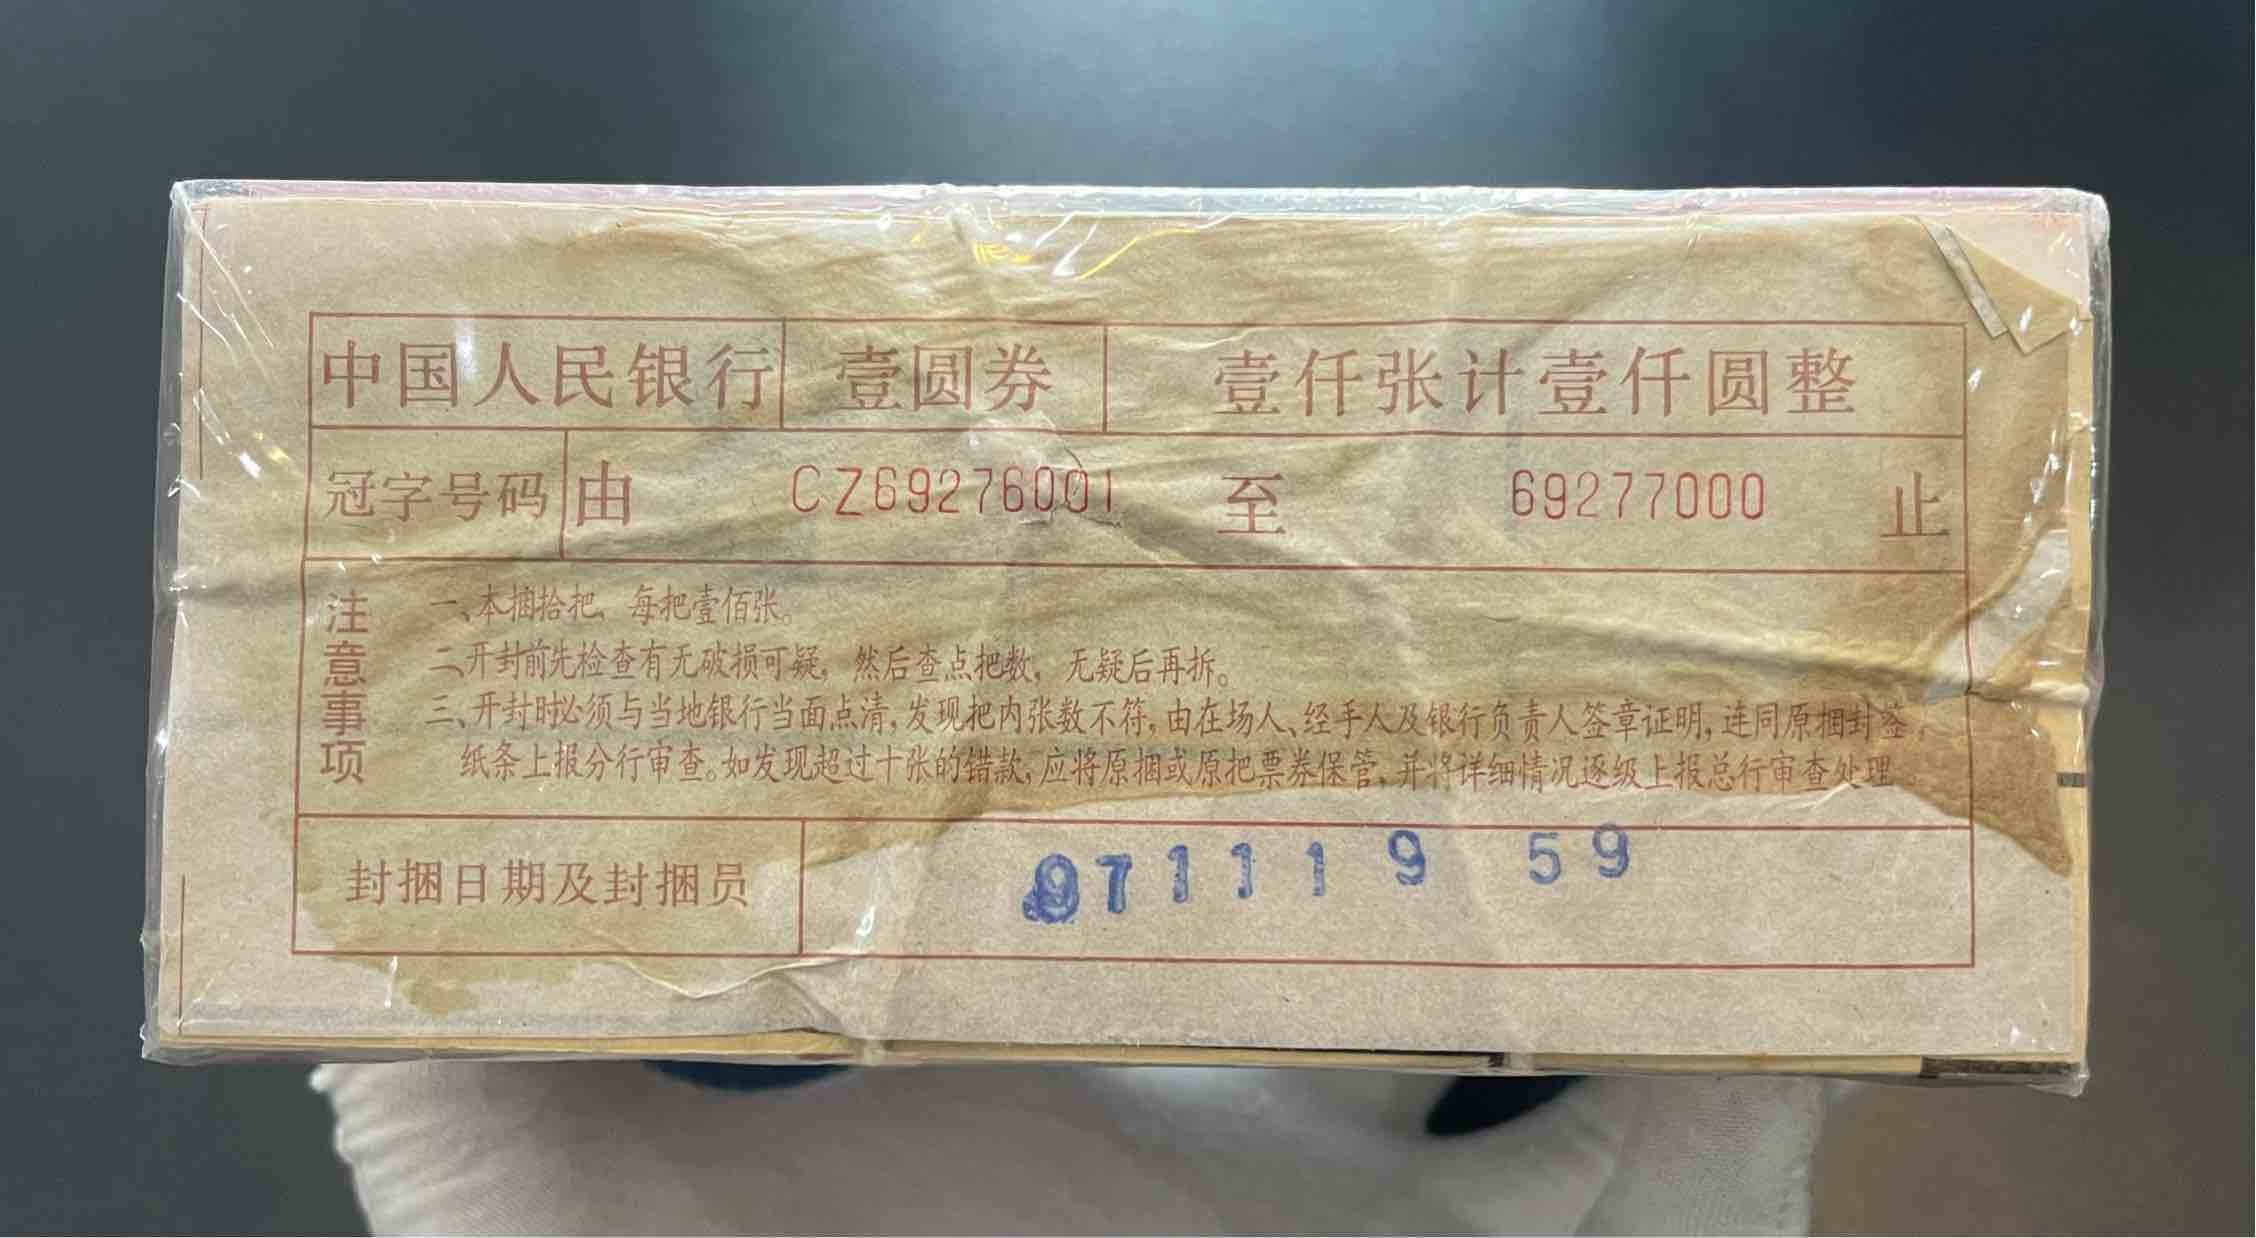 中国人民银行 壹圆券 壹仟张计壹仟圆整
冠字号码 由 CZ69276001 至 69277000 止
注意事项
一、本捆拾把、每把壹佰张。
二、开封前先检查有无破损可疑,然后查点把数,无疑后再拆。
三、开封时必须与当地银行当面点清,发现把内张数不符,由在场人、经手人及银行负责人签章证明,连同原捆封签,
纸条上报分行审查。如发现超过十张的错款,应将原捆或原把票券保管,并将详细情况逐级上报总行审查处理
封捆日期及封捆员 971119 59